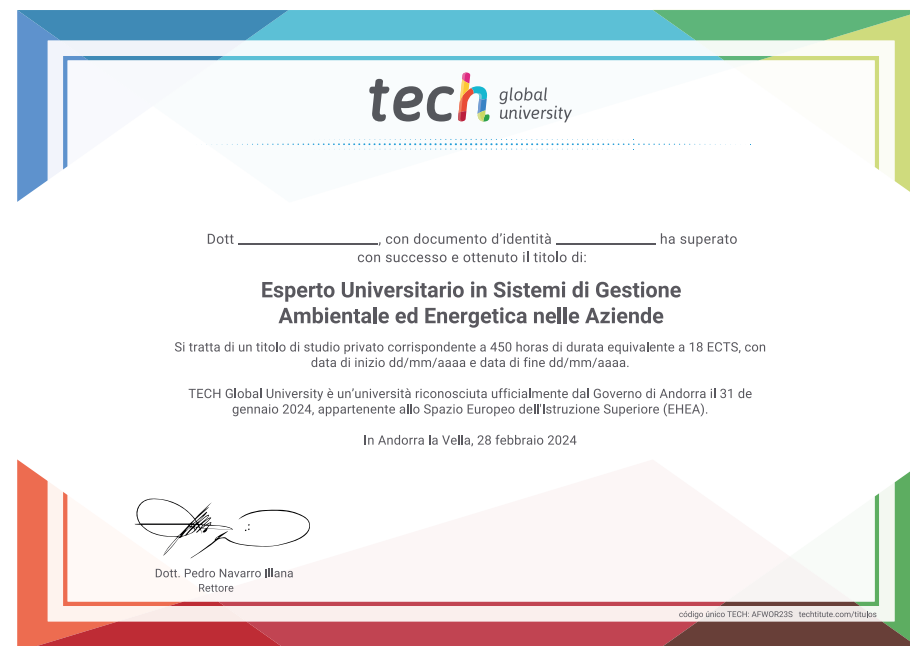 tech global university
Dott ____________________, con documento d'identità ______________ ha superato
con successo e ottenuto il titolo di:
Esperto Universitario in Sistemi di Gestione
Ambientale ed Energetica nelle Aziende
Si tratta di un titolo di studio privato corrispondente a 450 horas di durata equivalente a 18 ECTS, con
data di inizio dd/mm/aaaa e data di fine dd/mm/aaaa.
TECH Global University è un'università riconosciuta ufficialmente dal Governo di Andorra il 31 de
gennaio 2024, appartenente allo Spazio Europeo dell'Istruzione Superiore (EHEA).
In Andorra la Vella, 28 febbraio 2024
Dott. Pedro Navarro Illana
Rettore
código único TECH: AFWOR23S techtitute.com/titulos